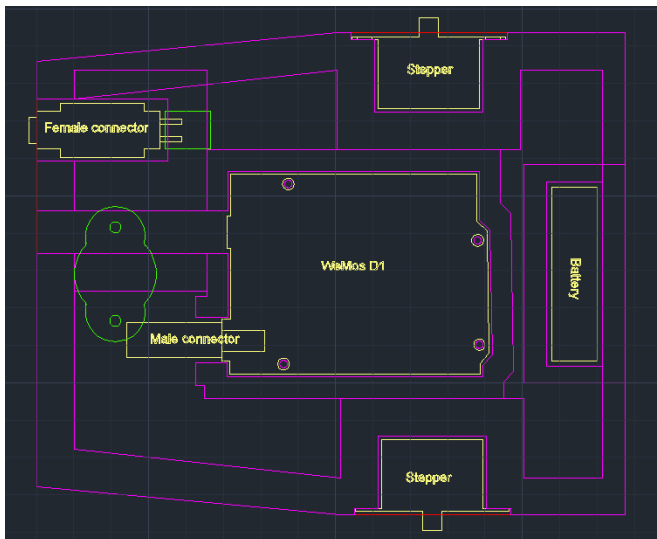 Stepper
Female connector
WeMos D1
Battery
Male connector
Stepper